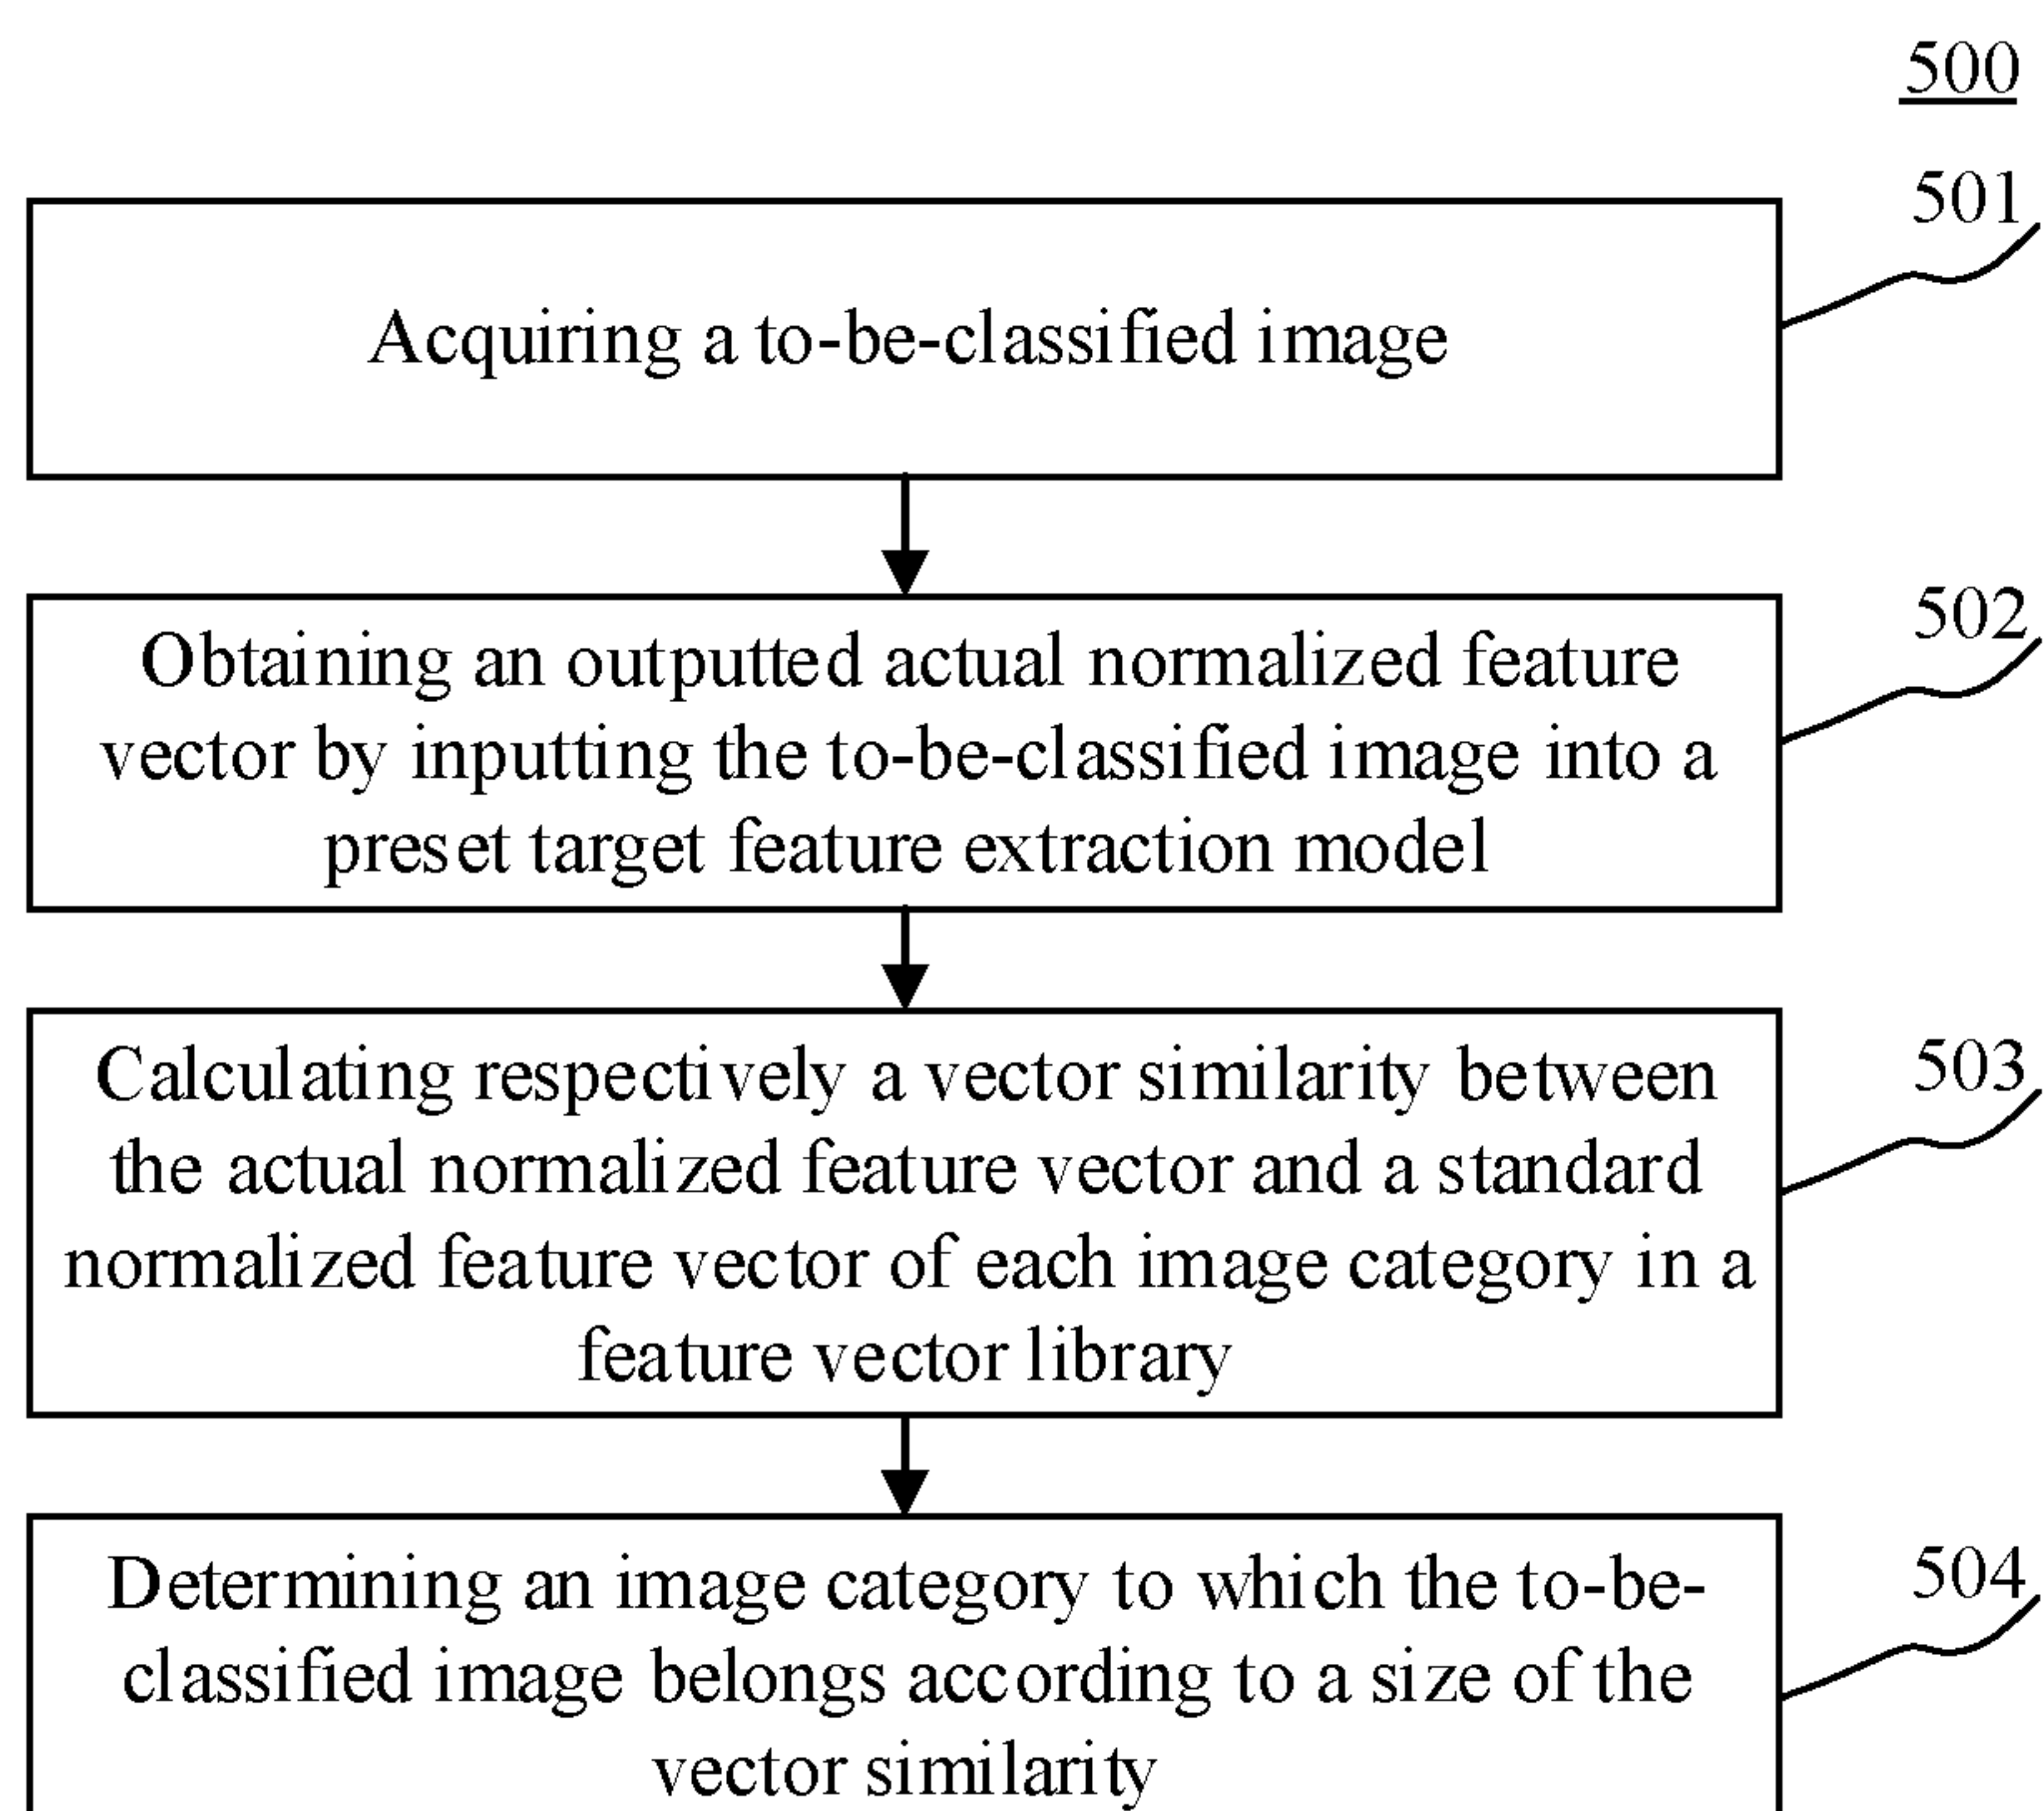 500
501
Acquiring a to-be-classified image
502
Obtaining an outputted actual normalized feature
vector by inputting the to-be-classified image into a
preset target feature extraction model
503
Calculating respectively a vector similarity between
the actual normalized feature vector and a standard
normalized feature vector of each image category in a
feature vector library
504
Determining an image category to which the to-be-
classified image belongs according to a size of the
vector similarity